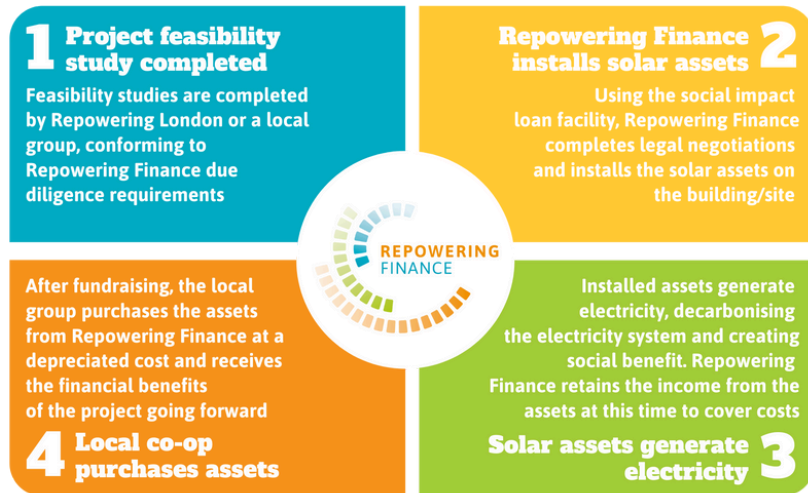 1 Project feasibility
study completed
Feasibility studies are completed
by Repowering London or a local
group, conforming to
Repowering Finance due
diligence requirements
Repowering Finance 2
installs solar assets
Using the social impact
loan facility, Repowering Finance
completes legal negotiations
and installs the solar assets on
the building/site
REPOWERING
FINANCE
Installed assets generate
electricity, decarbonising
the electricity system and creating
social benefit. Repowering
Finance retains the income from the
assets at this time to cover costs
Solar assets generate 3
electricity
After fundraising, the local
group purchases the assets
from Repowering Finance at a
depreciated cost and receives
the financial benefits
of the project going forward
4 Local co-op
purchases assets